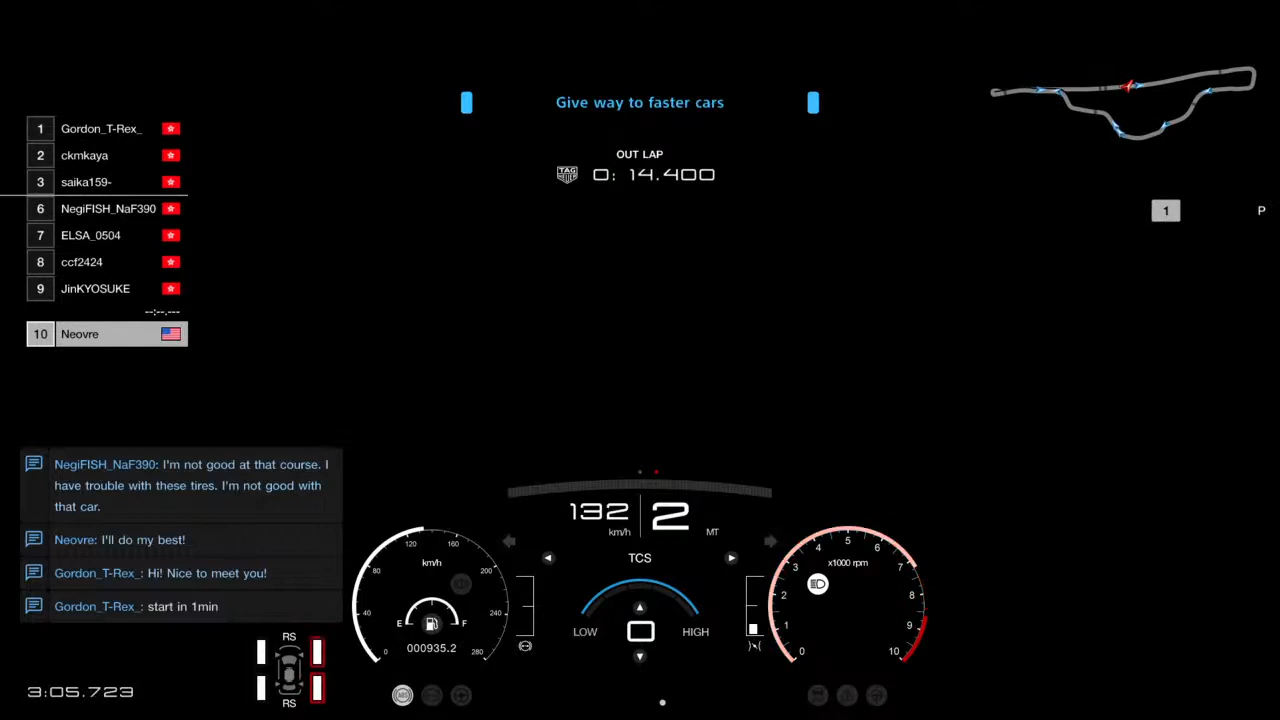 Give way to faster cars
OUT LAP
TAG HEUER 0: 14.400
1 Gordon_T-Rex_
2 ckmkaya
3 saika159-
6 NegiFISH_NaF390
7 ELSA_0504
8 ccf2424
9 JinKYOSUKE
--:--.---
10 Neovre
1 P
NegiFISH_NaF390: I'm not good at that course. I
have trouble with these tires. I'm not good with
that car.
Neovre: I'll do my best!
Gordon_T-Rex_: Hi! Nice to meet you!
Gordon_T-Rex_: start in 1min
RS
RS
3:05.723
0 40 80 120 160 200 240 280
km/h
E F
000935.2
ABS
132 km/h
2 MT
TCS
0
LOW HIGH
0 1 2 3 4 5 6 7 8 9 10
x1000 rpm